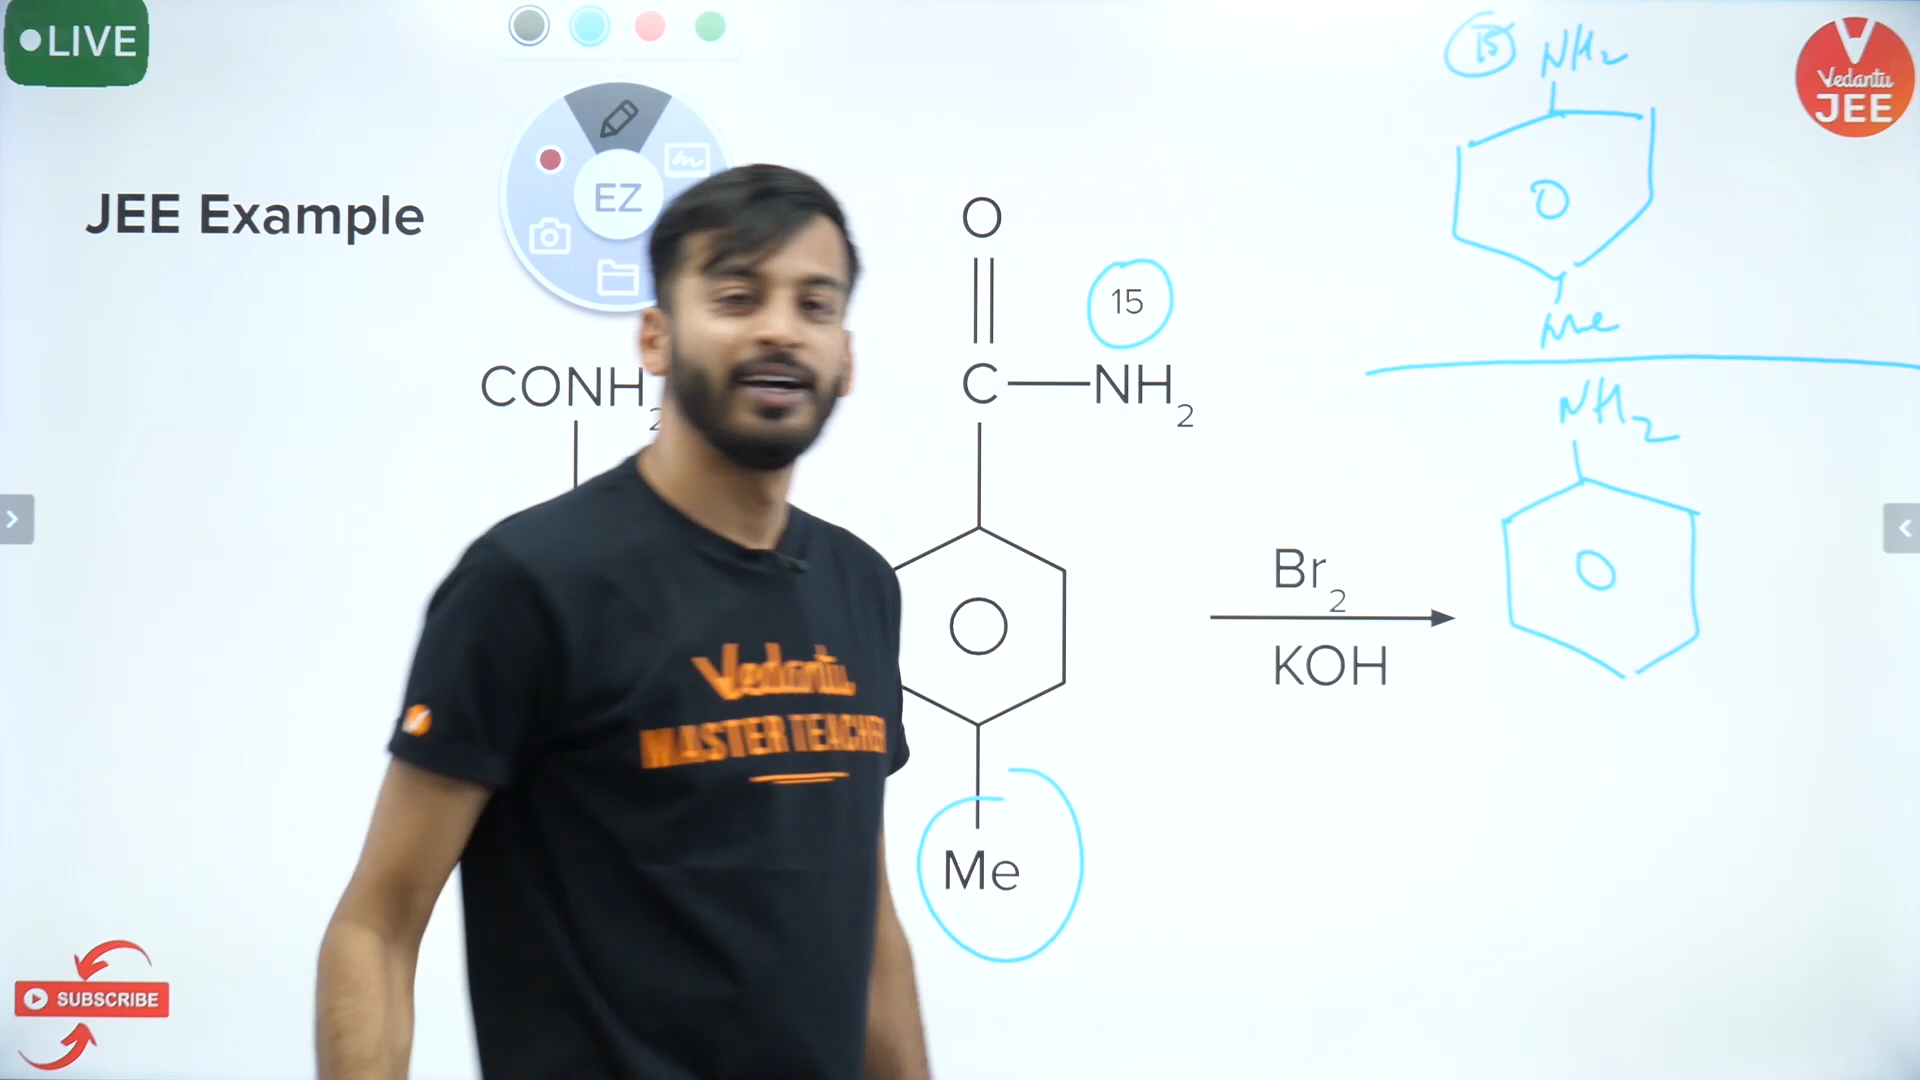 LIVE
JEE Example
EZ
Vedantu
JEE
15
NH2
Me
O
15
CONH2
C—NH2
NH2
Br2
KOH
Me
Vedantu
MASTER TEACHER
SUBSCRIBE